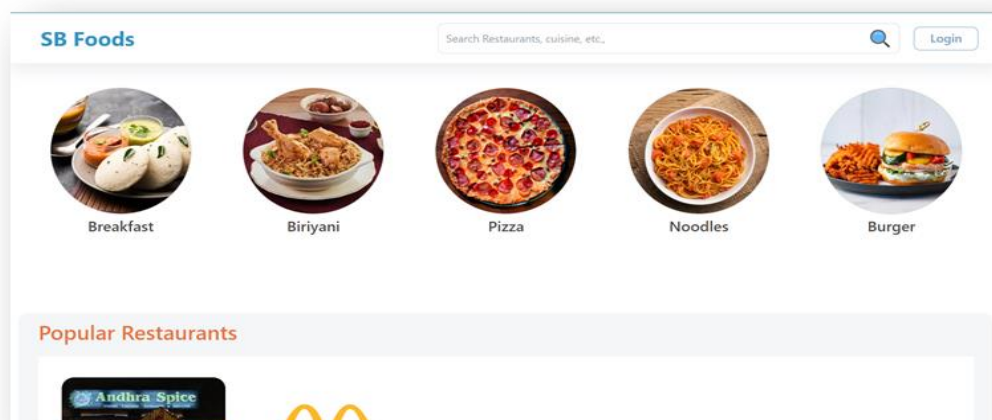 SB Foods
Search Restaurants, cuisine, etc.,
Login
Breakfast
Biriyani
Pizza
Noodles
Burger
Popular Restaurants
Andhra Spice